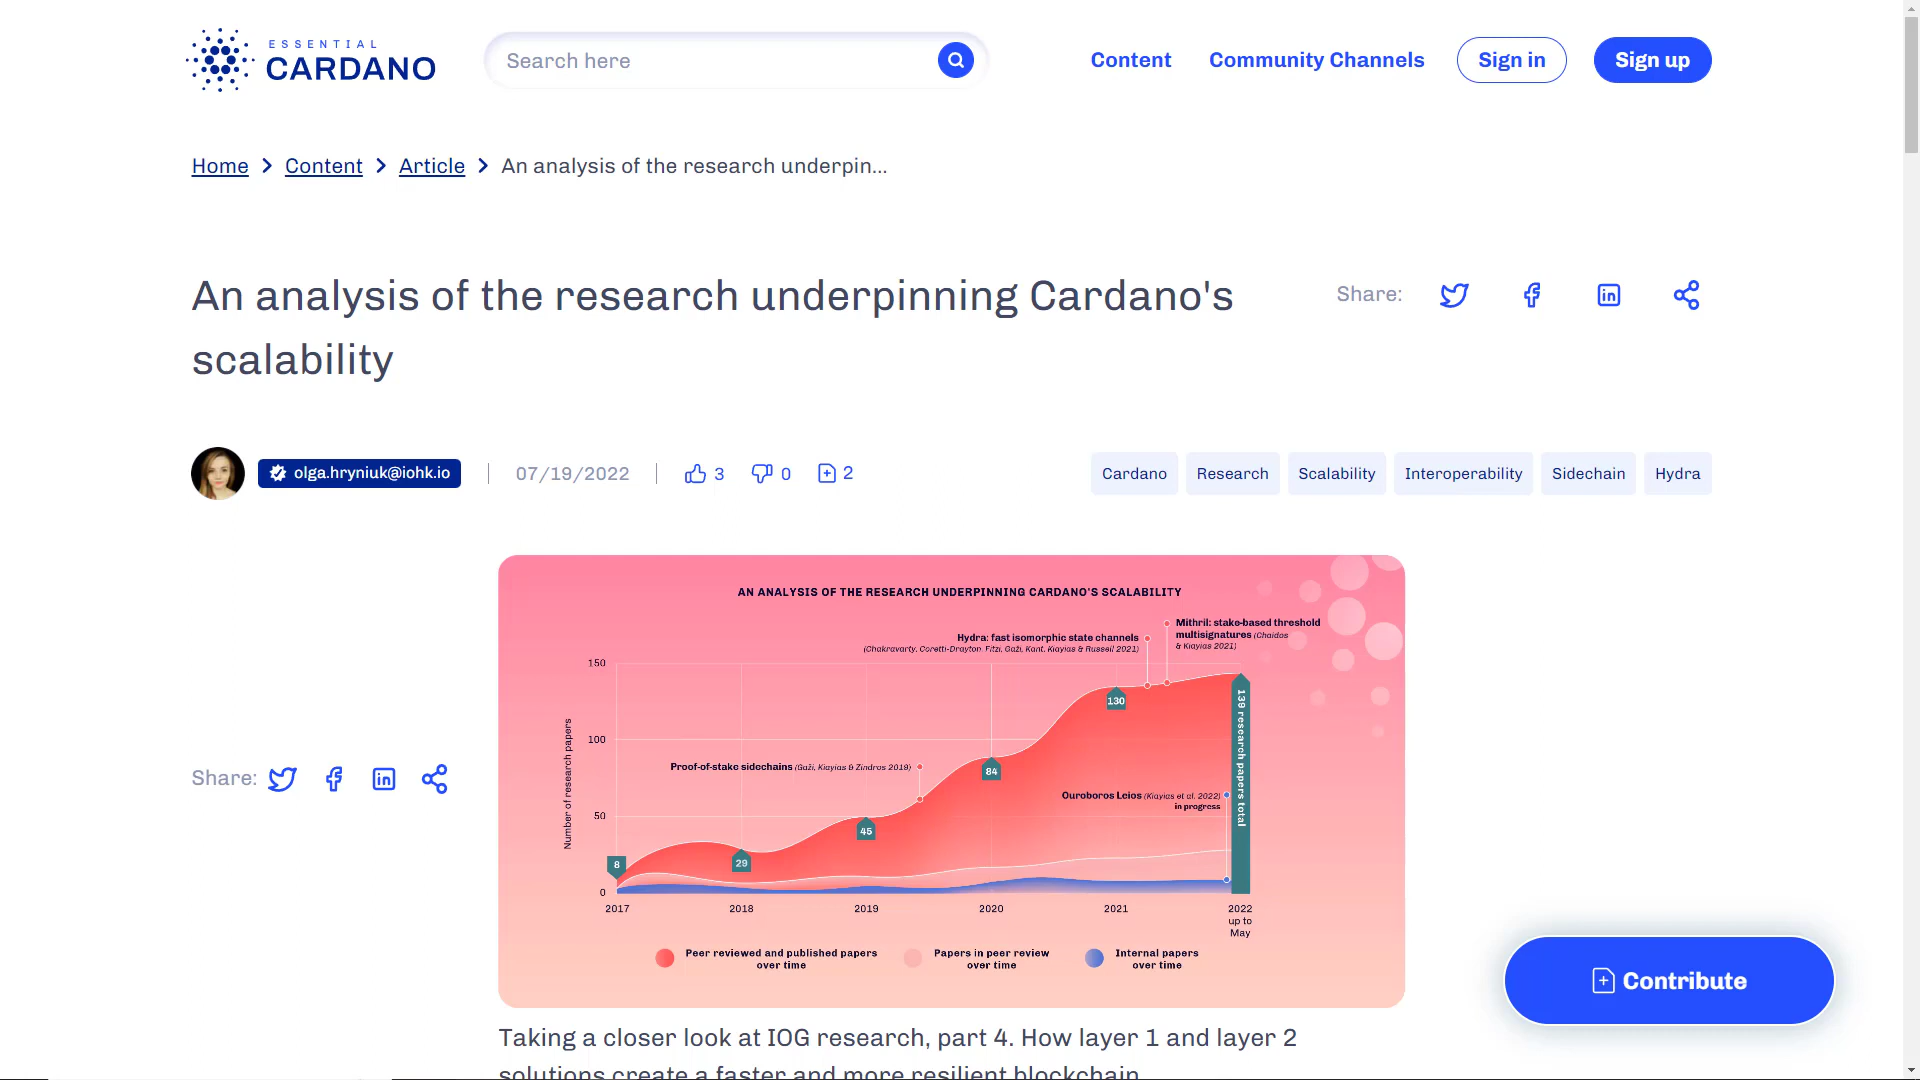 ESSENTIAL
CARDANO
Search here
Content
Community Channels
Sign in
Sign up
Home
Content
Article
An analysis of the research underpin...
An analysis of the research underpinning Cardano's
scalability
Share:
olga.hryniuk@iohk.io
07/19/2022
3
0
2
Cardano
Research
Scalability
Interoperability
Sidechain
Hydra
AN ANALYSIS OF THE RESEARCH UNDERPINNING CARDANO'S SCALABILITY
Mithril: stake-based threshold
multisignatures (Chaidos
& Kiayias 2021)
Hydra: fast isomorphic state channels
(Chakravarty, Coretti-Drayton, Fitzi, Gaži, Kant, Kiayias & Russell 2021)
Number of research papers
150
100
50
0
Proof-of-stake sidechains (Gaži, Kiayias & Zindros 2018)
Ouroboros Leios (Kiayias et al. 2022)
in progress
8
29
45
84
130
139 research papers total
2017
2018
2019
2020
2021
2022
up to
May
Peer reviewed and published papers
over time
Papers in peer review
over time
Internal papers
over time
Share:
Contribute
Taking a closer look at IOG research, part 4. How layer 1 and layer 2
solutions create a faster and more resilient blockchain